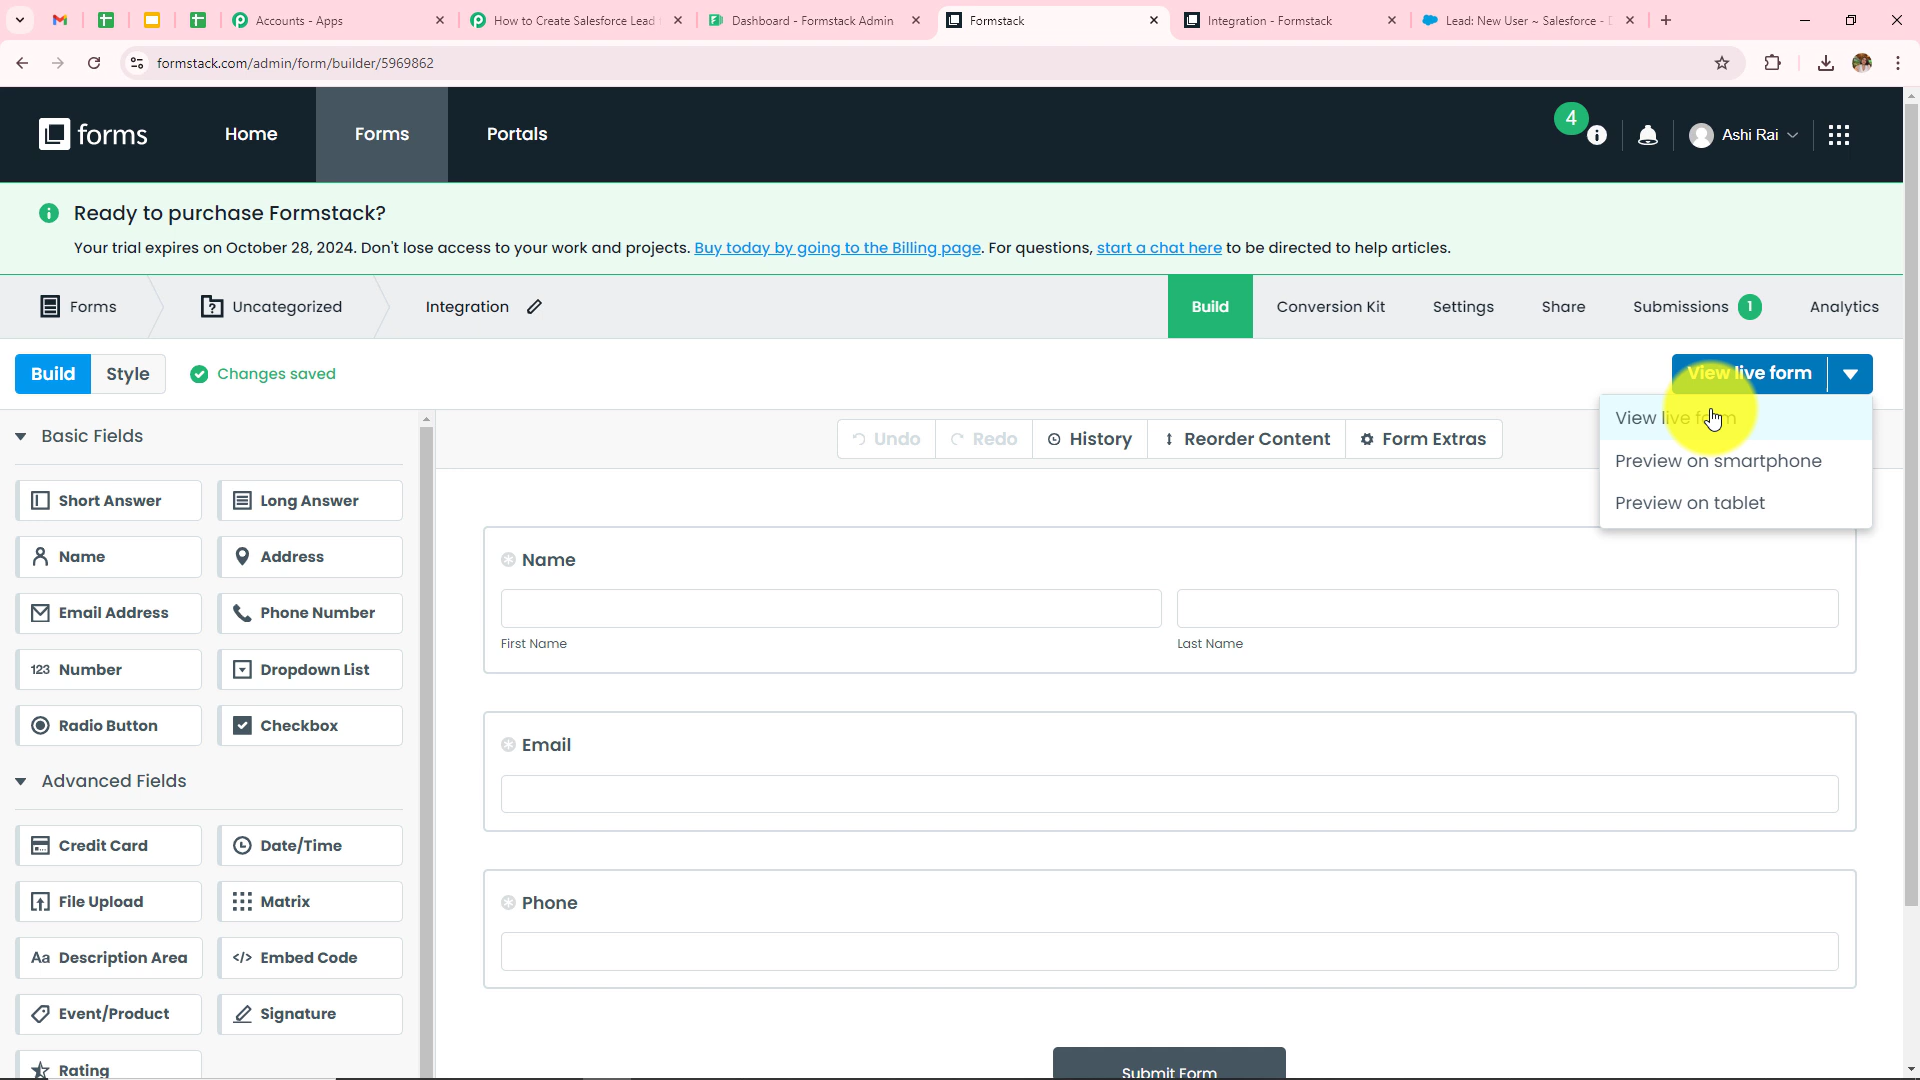 Accounts - Apps
How to Create Salesforce Lead
Dashboard - Formstack Admin
Formstack
Integration - Formstack
Lead: New User ~ Salesforce -
formstack.com/admin/form/builder/5969862
forms
Home
Forms
Portals
4
Ashi Rai
Ready to purchase Formstack?
Your trial expires on October 28, 2024. Don't lose access to your work and projects. Buy today by going to the Billing page. For questions, start a chat here to be directed to help articles.
Forms
Uncategorized
Integration
Build
Conversion Kit
Settings
Share
Submissions 1
Analytics
Build
Style
Changes saved
View live form
View live form
Preview on smartphone
Preview on tablet
Undo
Redo
History
Reorder Content
Form Extras
Basic Fields
Short Answer
Long Answer
Name
Address
Email Address
Phone Number
123 Number
Dropdown List
Radio Button
Checkbox
Advanced Fields
Credit Card
Date/Time
File Upload
Matrix
Aa Description Area
</> Embed Code
Event/Product
Signature
Rating
Name
First Name
Last Name
Email
Phone
Submit Form